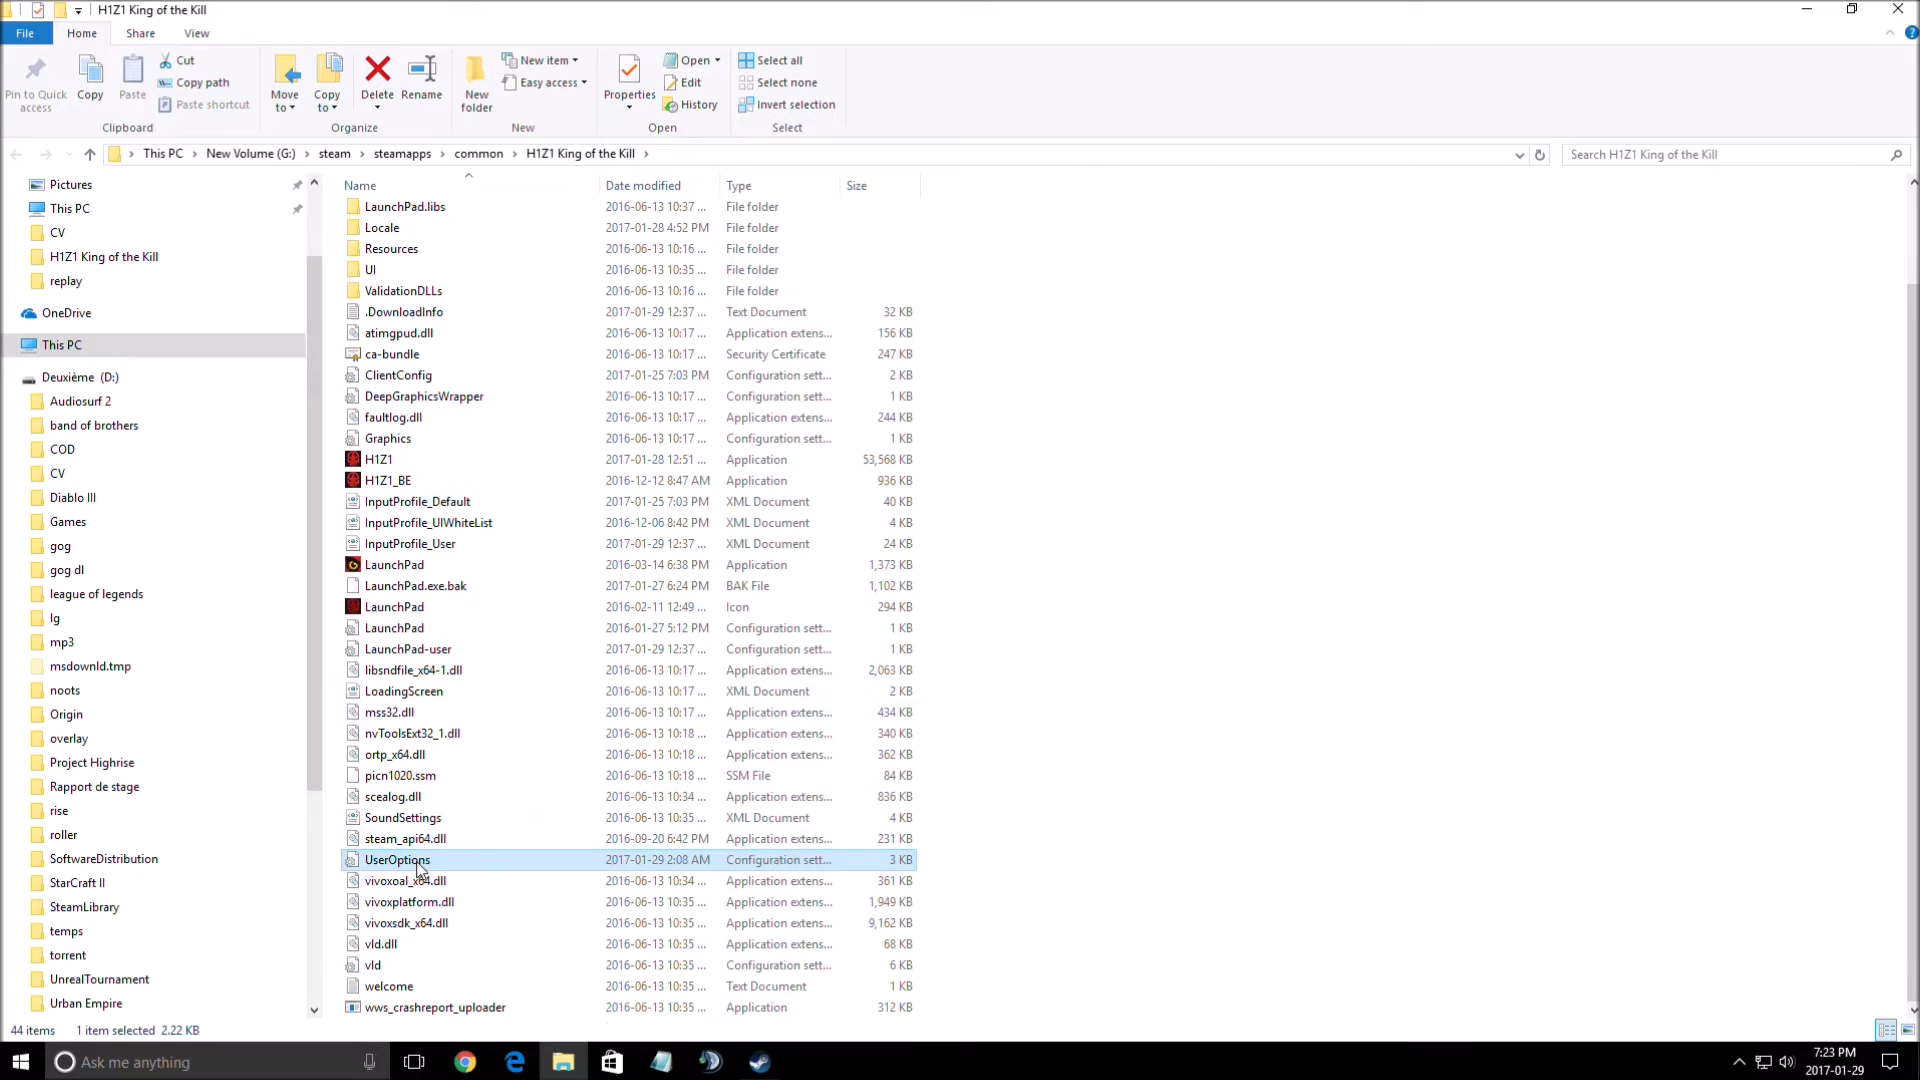 H1Z1 King of the Kill
File Home Share View
Pin to Quick access
Copy
Paste
Cut
Copy path
Paste shortcut
Clipboard
Move to
Copy to
Delete
Rename
Organize
New folder
New item
Easy access
New
Properties
Open
Edit
History
Open
Select all
Select none
Invert selection
Select
This PC > New Volume (G:) > steam > steamapps > common > H1Z1 King of the Kill >
Search H1Z1 King of the Kill
Pictures
This PC
CV
H1Z1 King of the Kill
replay
OneDrive
This PC
Deuxième (D:)
Audiosurf 2
band of brothers
COD
CV
Diablo III
Games
gog
gog dl
league of legends
lg
mp3
msdownld.tmp
noots
Origin
overlay
Project Highrise
Rapport de stage
rise
roller
SoftwareDistribution
StarCraft II
SteamLibrary
temps
torrent
UnrealTournament
Urban Empire
Name Date modified Type Size
LaunchPad.libs 2016-06-13 10:37 ... File folder
Locale 2017-01-28 4:52 PM File folder
Resources 2016-06-13 10:16 ... File folder
UI 2016-06-13 10:35 ... File folder
ValidationDLLs 2016-06-13 10:16 ... File folder
.DownloadInfo 2017-01-29 12:37 ... Text Document 32 KB
atimgpud.dll 2016-06-13 10:17 ... Application extens... 156 KB
ca-bundle 2016-06-13 10:17 ... Security Certificate 247 KB
ClientConfig 2017-01-25 7:03 PM Configuration sett... 2 KB
DeepGraphicsWrapper 2016-06-13 10:17 ... Configuration sett... 1 KB
faultlog.dll 2016-06-13 10:17 ... Application extens... 244 KB
Graphics 2016-06-13 10:17 ... Configuration sett... 1 KB
H1Z1 2017-01-28 12:51 ... Application 53,568 KB
H1Z1_BE 2016-12-12 8:47 AM Application 936 KB
InputProfile_Default 2017-01-25 7:03 PM XML Document 40 KB
InputProfile_UIWhiteList 2016-12-06 8:42 PM XML Document 4 KB
InputProfile_User 2017-01-29 12:37 ... XML Document 24 KB
LaunchPad 2016-03-14 6:38 PM Application 1,373 KB
LaunchPad.exe.bak 2017-01-27 6:24 PM BAK File 1,102 KB
LaunchPad 2016-02-11 12:49 ... Icon 294 KB
LaunchPad 2016-01-27 5:12 PM Configuration sett... 1 KB
LaunchPad-user 2017-01-29 12:37 ... Configuration sett... 1 KB
libsndfile_x64-1.dll 2016-06-13 10:17 ... Application extens... 2,063 KB
LoadingScreen 2016-06-13 10:17 ... XML Document 2 KB
mss32.dll 2016-06-13 10:17 ... Application extens... 434 KB
nvToolsExt32_1.dll 2016-06-13 10:18 ... Application extens... 340 KB
ortp_x64.dll 2016-06-13 10:18 ... Application extens... 362 KB
picn1020.ssm 2016-06-13 10:18 ... SSM File 84 KB
scealog.dll 2016-06-13 10:34 ... Application extens... 836 KB
SoundSettings 2016-06-13 10:35 ... XML Document 4 KB
steam_api64.dll 2016-09-20 6:42 PM Application extens... 231 KB
UserOptions 2017-01-29 2:08 AM Configuration sett... 3 KB
vivoxoal_x64.dll 2016-06-13 10:34 ... Application extens... 361 KB
vivoxplatform.dll 2016-06-13 10:35 ... Application extens... 1,949 KB
vivoxsdk_x64.dll 2016-06-13 10:35 ... Application extens... 9,162 KB
vld.dll 2016-06-13 10:35 ... Application extens... 68 KB
vld 2016-06-13 10:35 ... Configuration sett... 6 KB
welcome 2016-06-13 10:35 ... Text Document 1 KB
wws_crashreport_uploader 2016-06-13 10:35 ... Application 312 KB
44 items 1 item selected 2.22 KB
Ask me anything
7:23 PM
2017-01-29